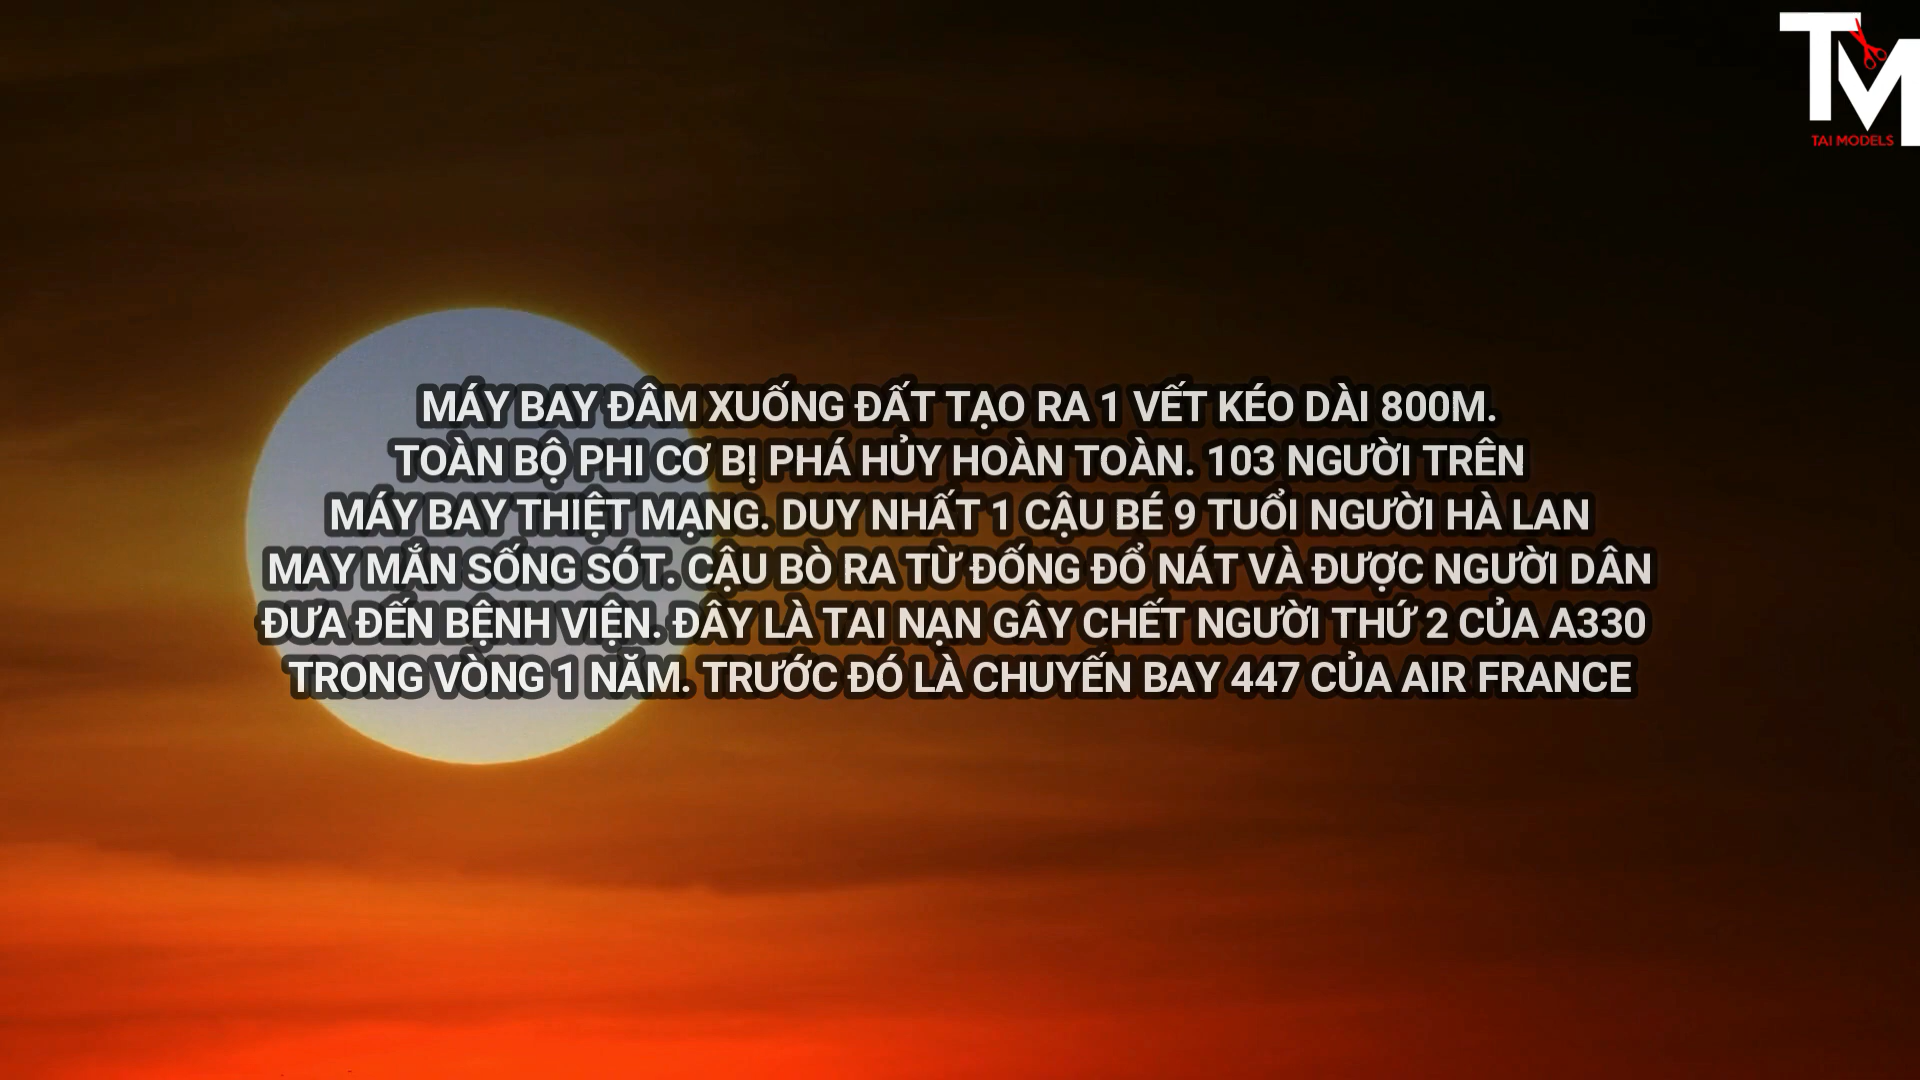 TM
TAI MODELS
MÁY BAY ĐÂM XUỐNG ĐẤT TẠO RA 1 VẾT KÉO DÀI 800M.
TOÀN BỘ PHI CƠ BỊ PHÁ HỦY HOÀN TOÀN. 103 NGƯỜI TRÊN
MÁY BAY THIỆT MẠNG. DUY NHẤT 1 CẬU BÉ 9 TUỔI NGƯỜI HÀ LAN
MAY MẮN SỐNG SÓT. CẬU BÒ RA TỪ ĐỐNG ĐỔ NÁT VÀ ĐƯỢC NGƯỜI DÂN
ĐƯA ĐẾN BỆNH VIỆN. ĐÂY LÀ TAI NẠN GÂY CHẾT NGƯỜI THỨ 2 CỦA A330
TRONG VÒNG 1 NĂM. TRƯỚC ĐÓ LÀ CHUYẾN BAY 447 CỦA AIR FRANCE